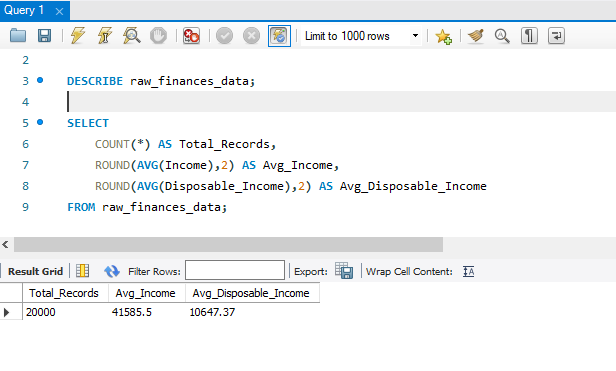 Query 1
Limit to 1000 rows
2
3 DESCRIBE raw_finances_data;
4
5 SELECT
6 COUNT(*) AS Total_Records,
7 ROUND(AVG(Income),2) AS Avg_Income,
8 ROUND(AVG(Disposable_Income),2) AS Avg_Disposable_Income
9 FROM raw_finances_data;
Result Grid Filter Rows: Export: Wrap Cell Content:
Total_Records Avg_Income Avg_Disposable_Income
20000 41585.5 10647.37